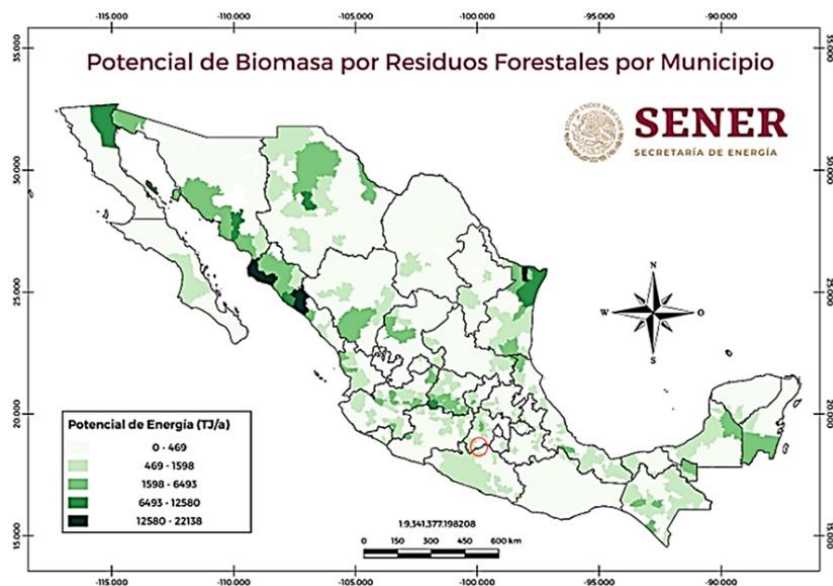 -115.000 -110.000 -105.000 -100.000 -95.000 -90.000
Potencial de Biomasa por Residuos Forestales por Municipio
SENER
SECRETARÍA DE ENERGÍA
ESTADOS UNIDOS MEXICANOS
35.000 35.000
30.000 30.000
25.000 25.000
N
W O
S
20.000 20.000
15.000 15.000
Potencial de Energía (TJ/a)
0 - 469
469 - 1598
1598 - 6493
6493 - 12580
12580 - 22138
1:9,341,377.198208
0 150 300 450 600 km
-115.000 -110.000 -105.000 -100.000 -95.000 -90.000